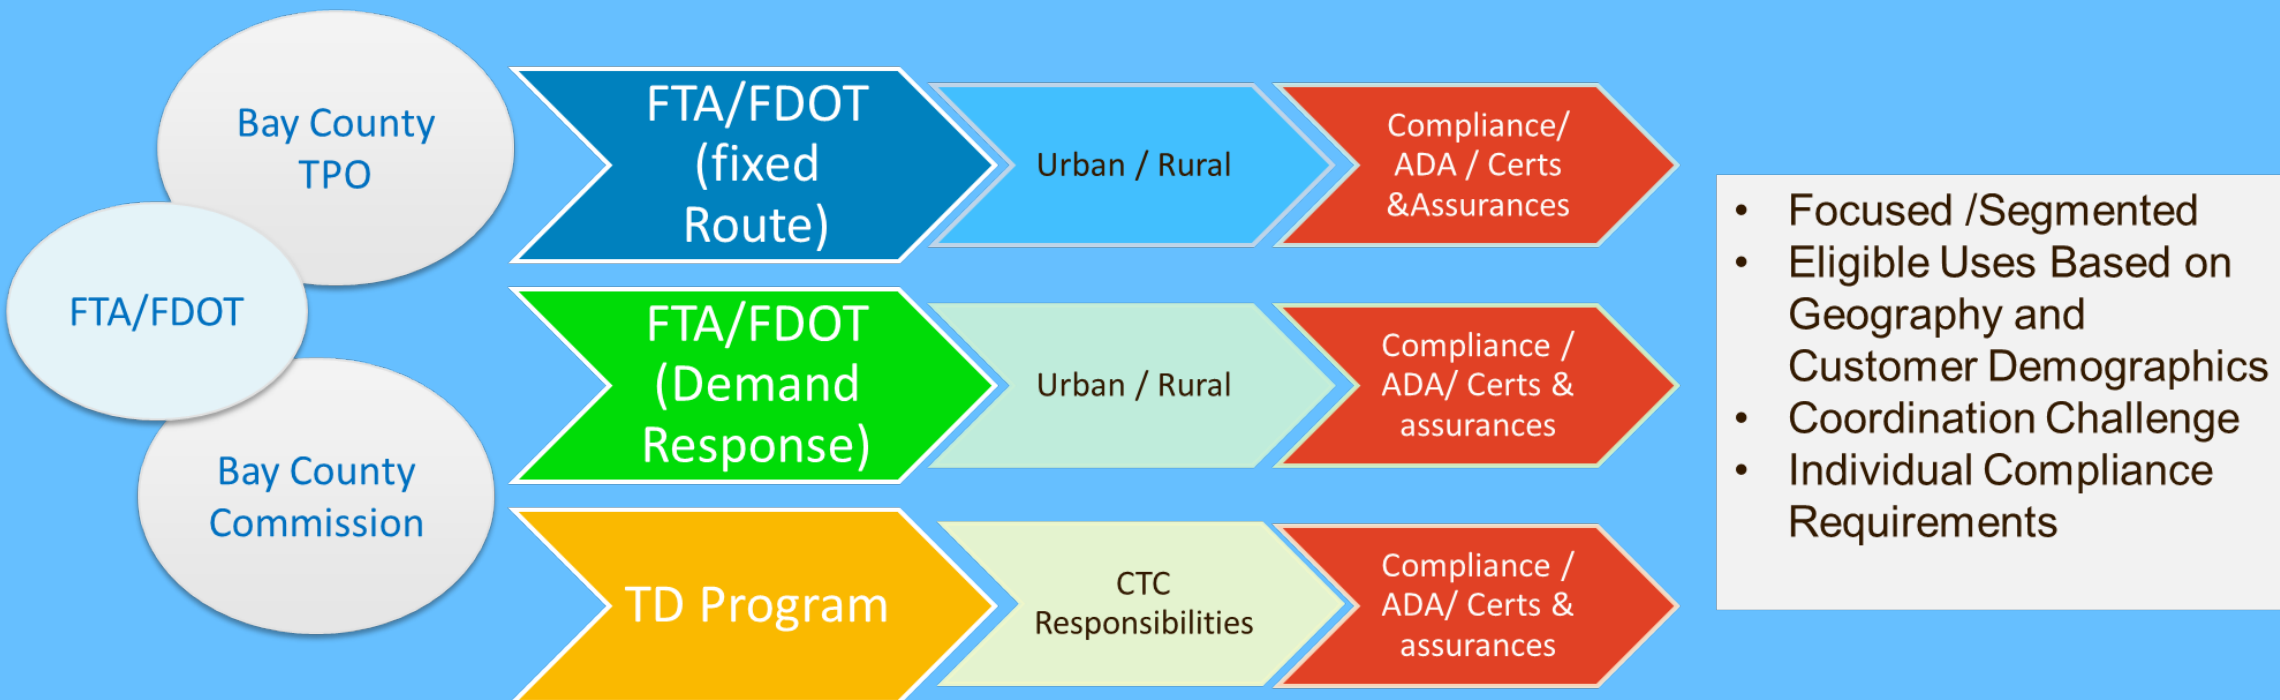 Bay County
TPO
FTA/FDOT
Bay County
Commission
FTA/FDOT
(fixed
Route)
Urban / Rural
Compliance/
ADA / Certs
&Assurances
FTA/FDOT
(Demand
Response)
Urban / Rural
Compliance /
ADA/ Certs &
assurances
TD Program
CTC
Responsibilities
Compliance /
ADA/ Certs &
assurances
• Focused /Segmented
• Eligible Uses Based on
Geography and
Customer Demographics
• Coordination Challenge
• Individual Compliance
Requirements